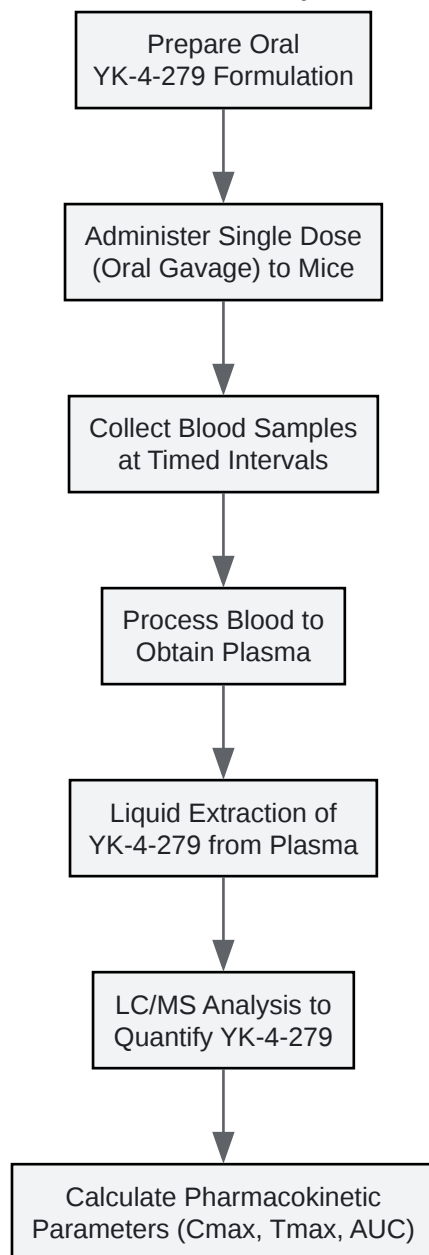 Prepare Oral
YK-4-279 Formulation
Administer Single Dose
(Oral Gavage) to Mice
Collect Blood Samples
at Timed Intervals
Process Blood to
Obtain Plasma
Liquid Extraction of
YK-4-279 from Plasma
LC/MS Analysis to
Quantify YK-4-279
Calculate Pharmacokinetic
Parameters (Cmax, Tmax, AUC)